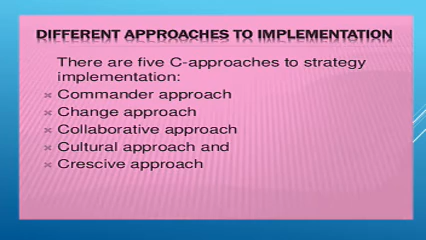 DIFFERENT APPROACHES TO IMPLEMENTATION
There are five C-approaches to strategy
implementation:
Commander approach
Change approach
Collaborative approach
Cultural approach and
Crescive approach